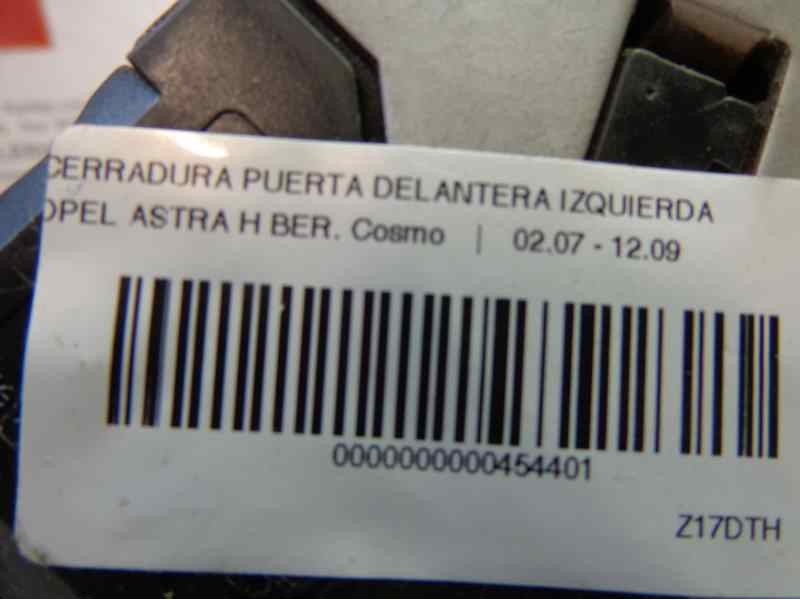 CERRADURA PUERTA DELANTERA IZQUIERDA
OPEL ASTRA H BER. Cosmo | 02.07 - 12.09
0000000000454401
Z17DTH